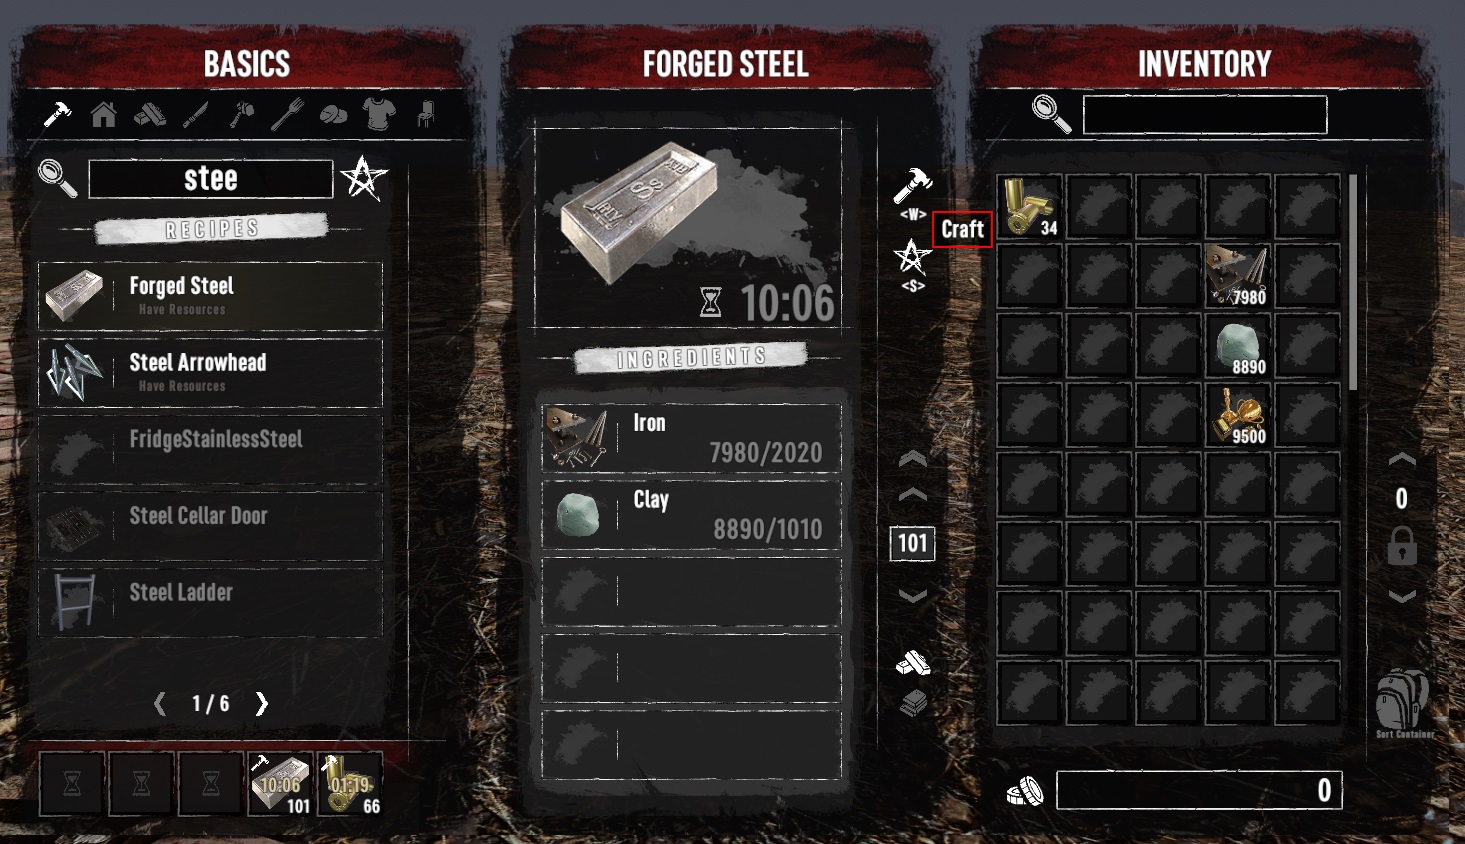 BASICS
stee
RECIPES
Forged Steel
Have Resources
Steel Arrowhead
Have Resources
FridgeStainlessSteel
Steel Cellar Door
Steel Ladder
1 / 6
10:06
101
01:19
66
FORGED STEEL
10:06
INGREDIENTS
Iron
7980/2020
Clay
8890/1010
<W>
Craft
<S>
101
INVENTORY
34
7980
8890
9500
0
Sort Container
0